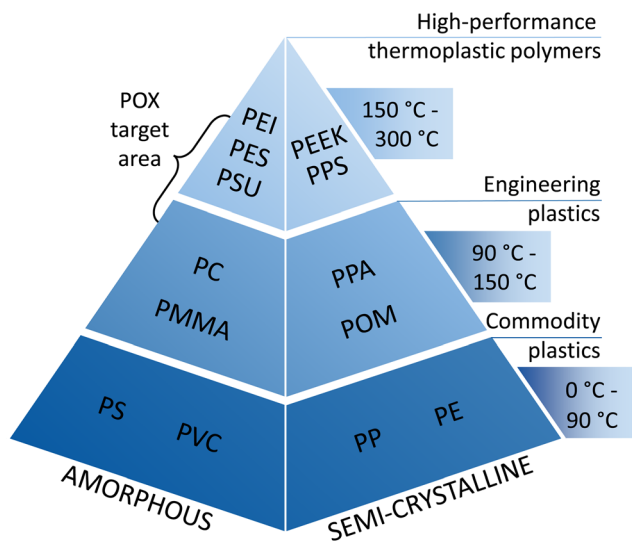 High-performance
thermoplastic polymers
POX
target
area
150 °C -
300 °C
PEI
PES
PSU
PEEK
PPS
Engineering
plastics
90 °C -
150 °C
PC
PMMA
PPA
POM
Commodity
plastics
0 °C -
90 °C
PS
PVC
PP
PE
AMORPHOUS
SEMI-CRYSTALLINE